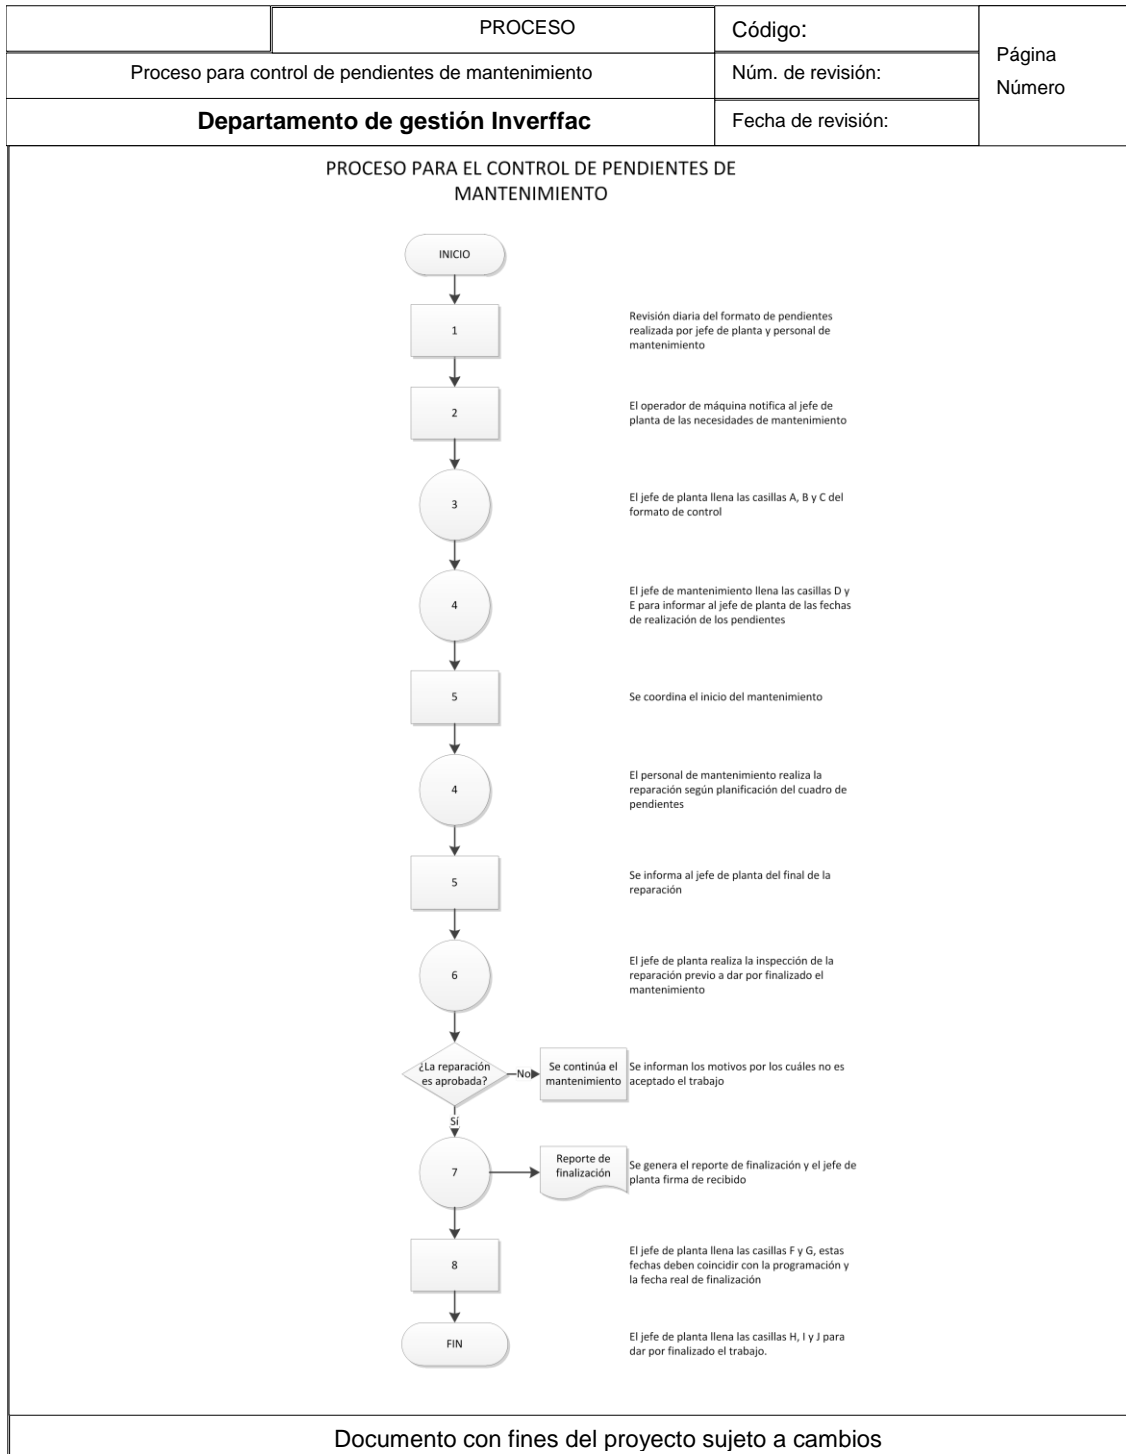 PROCESO
Código:
Página
Número
Proceso para control de pendientes de mantenimiento
Núm. de revisión:
Departamento de gestión Inverffac
Fecha de revisión:
PROCESO PARA EL CONTROL DE PENDIENTES DE
MANTENIMIENTO
INICIO
1
Revisión diaria del formato de pendientes
realizada por jefe de planta y personal de
mantenimiento
2
El operador de máquina notifica al jefe de
planta de las necesidades de mantenimiento
3
El jefe de planta llena las casillas A, B y C del
formato de control
4
El jefe de mantenimiento llena las casillas D y
E para informar al jefe de planta de las fechas
de realización de los pendientes
5
Se coordina el inicio del mantenimiento
4
El personal de mantenimiento realiza la
reparación según planificación del cuadro de
pendientes
5
Se informa al jefe de planta del final de la
reparación
6
El jefe de planta realiza la inspección de la
reparación previo a dar por finalizado el
mantenimiento
¿La reparación
es aprobada?
No
Se continúa el
mantenimiento
Se informan los motivos por los cuáles no es
aceptado el trabajo
Sí
7
Reporte de
finalización
Se genera el reporte de finalización y el jefe de
planta firma de recibido
8
El jefe de planta llena las casillas F y G, estas
fechas deben coincidir con la programación y
la fecha real de finalización
FIN
El jefe de planta llena las casillas H, I y J para
dar por finalizado el trabajo.
Documento con fines del proyecto sujeto a cambios